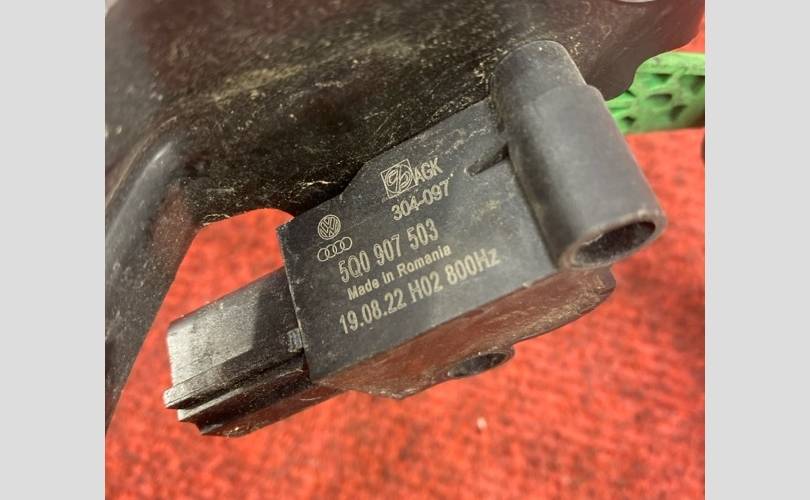 AGK
304-097
5Q0 907 503
Made in Romania
19.08.22 H02 800Hz